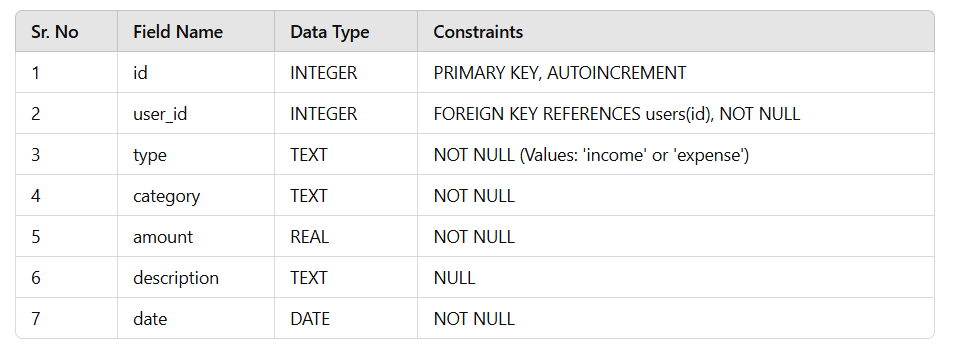 Sr. No Field Name Data Type Constraints
1 id INTEGER PRIMARY KEY, AUTOINCREMENT
2 user_id INTEGER FOREIGN KEY REFERENCES users(id), NOT NULL
3 type TEXT NOT NULL (Values: 'income' or 'expense')
4 category TEXT NOT NULL
5 amount REAL NOT NULL
6 description TEXT NULL
7 date DATE NOT NULL